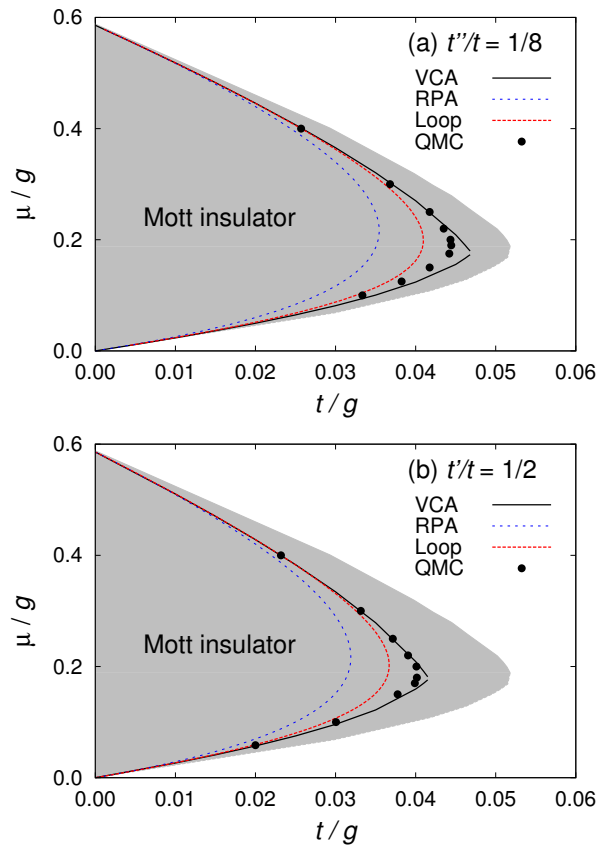 0.6
(a) t''/t = 1/8
VCA
RPA
Loop
QMC
0.4
μ / g
Mott insulator
0.2
0.0
0.00 0.01 0.02 0.03 0.04 0.05 0.06
t / g
0.6
(b) t'/t = 1/2
VCA
RPA
Loop
QMC
0.4
μ / g
Mott insulator
0.2
0.0
0.00 0.01 0.02 0.03 0.04 0.05 0.06
t / g